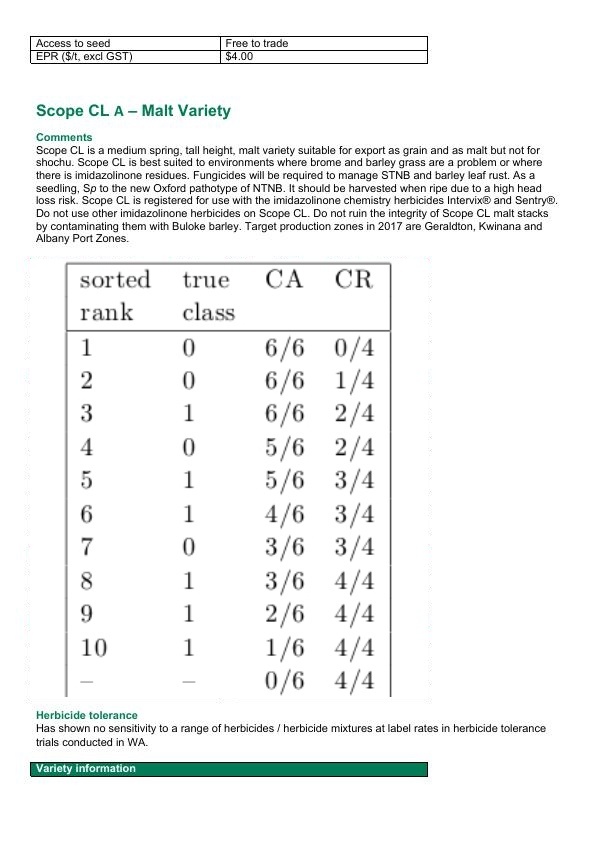 Access to seed Free to trade
EPR ($/t, excl GST) $4.00
Scope CL A – Malt Variety
Comments
Scope CL is a medium spring, tall height, malt variety suitable for export as grain and as malt but not for
shochu. Scope CL is best suited to environments where brome and barley grass are a problem or where
there is imidazolinone residues. Fungicides will be required to manage STNB and barley leaf rust. As a
seedling, Sp to the new Oxford pathotype of NTNB. It should be harvested when ripe due to a high head
loss risk. Scope CL is registered for use with the imidazolinone chemistry herbicides Intervix® and Sentry®.
Do not use other imidazolinone herbicides on Scope CL. Do not ruin the integrity of Scope CL malt stacks
by contaminating them with Buloke barley. Target production zones in 2017 are Geraldton, Kwinana and
Albany Port Zones.
sorted true CA CR
rank class
1 0 6/6 0/4
2 0 6/6 1/4
3 1 6/6 2/4
4 0 5/6 2/4
5 1 5/6 3/4
6 1 4/6 3/4
7 0 3/6 3/4
8 1 3/6 4/4
9 1 2/6 4/4
10 1 1/6 4/4
– – 0/6 4/4
Herbicide tolerance
Has shown no sensitivity to a range of herbicides / herbicide mixtures at label rates in herbicide tolerance
trials conducted in WA.
Variety information